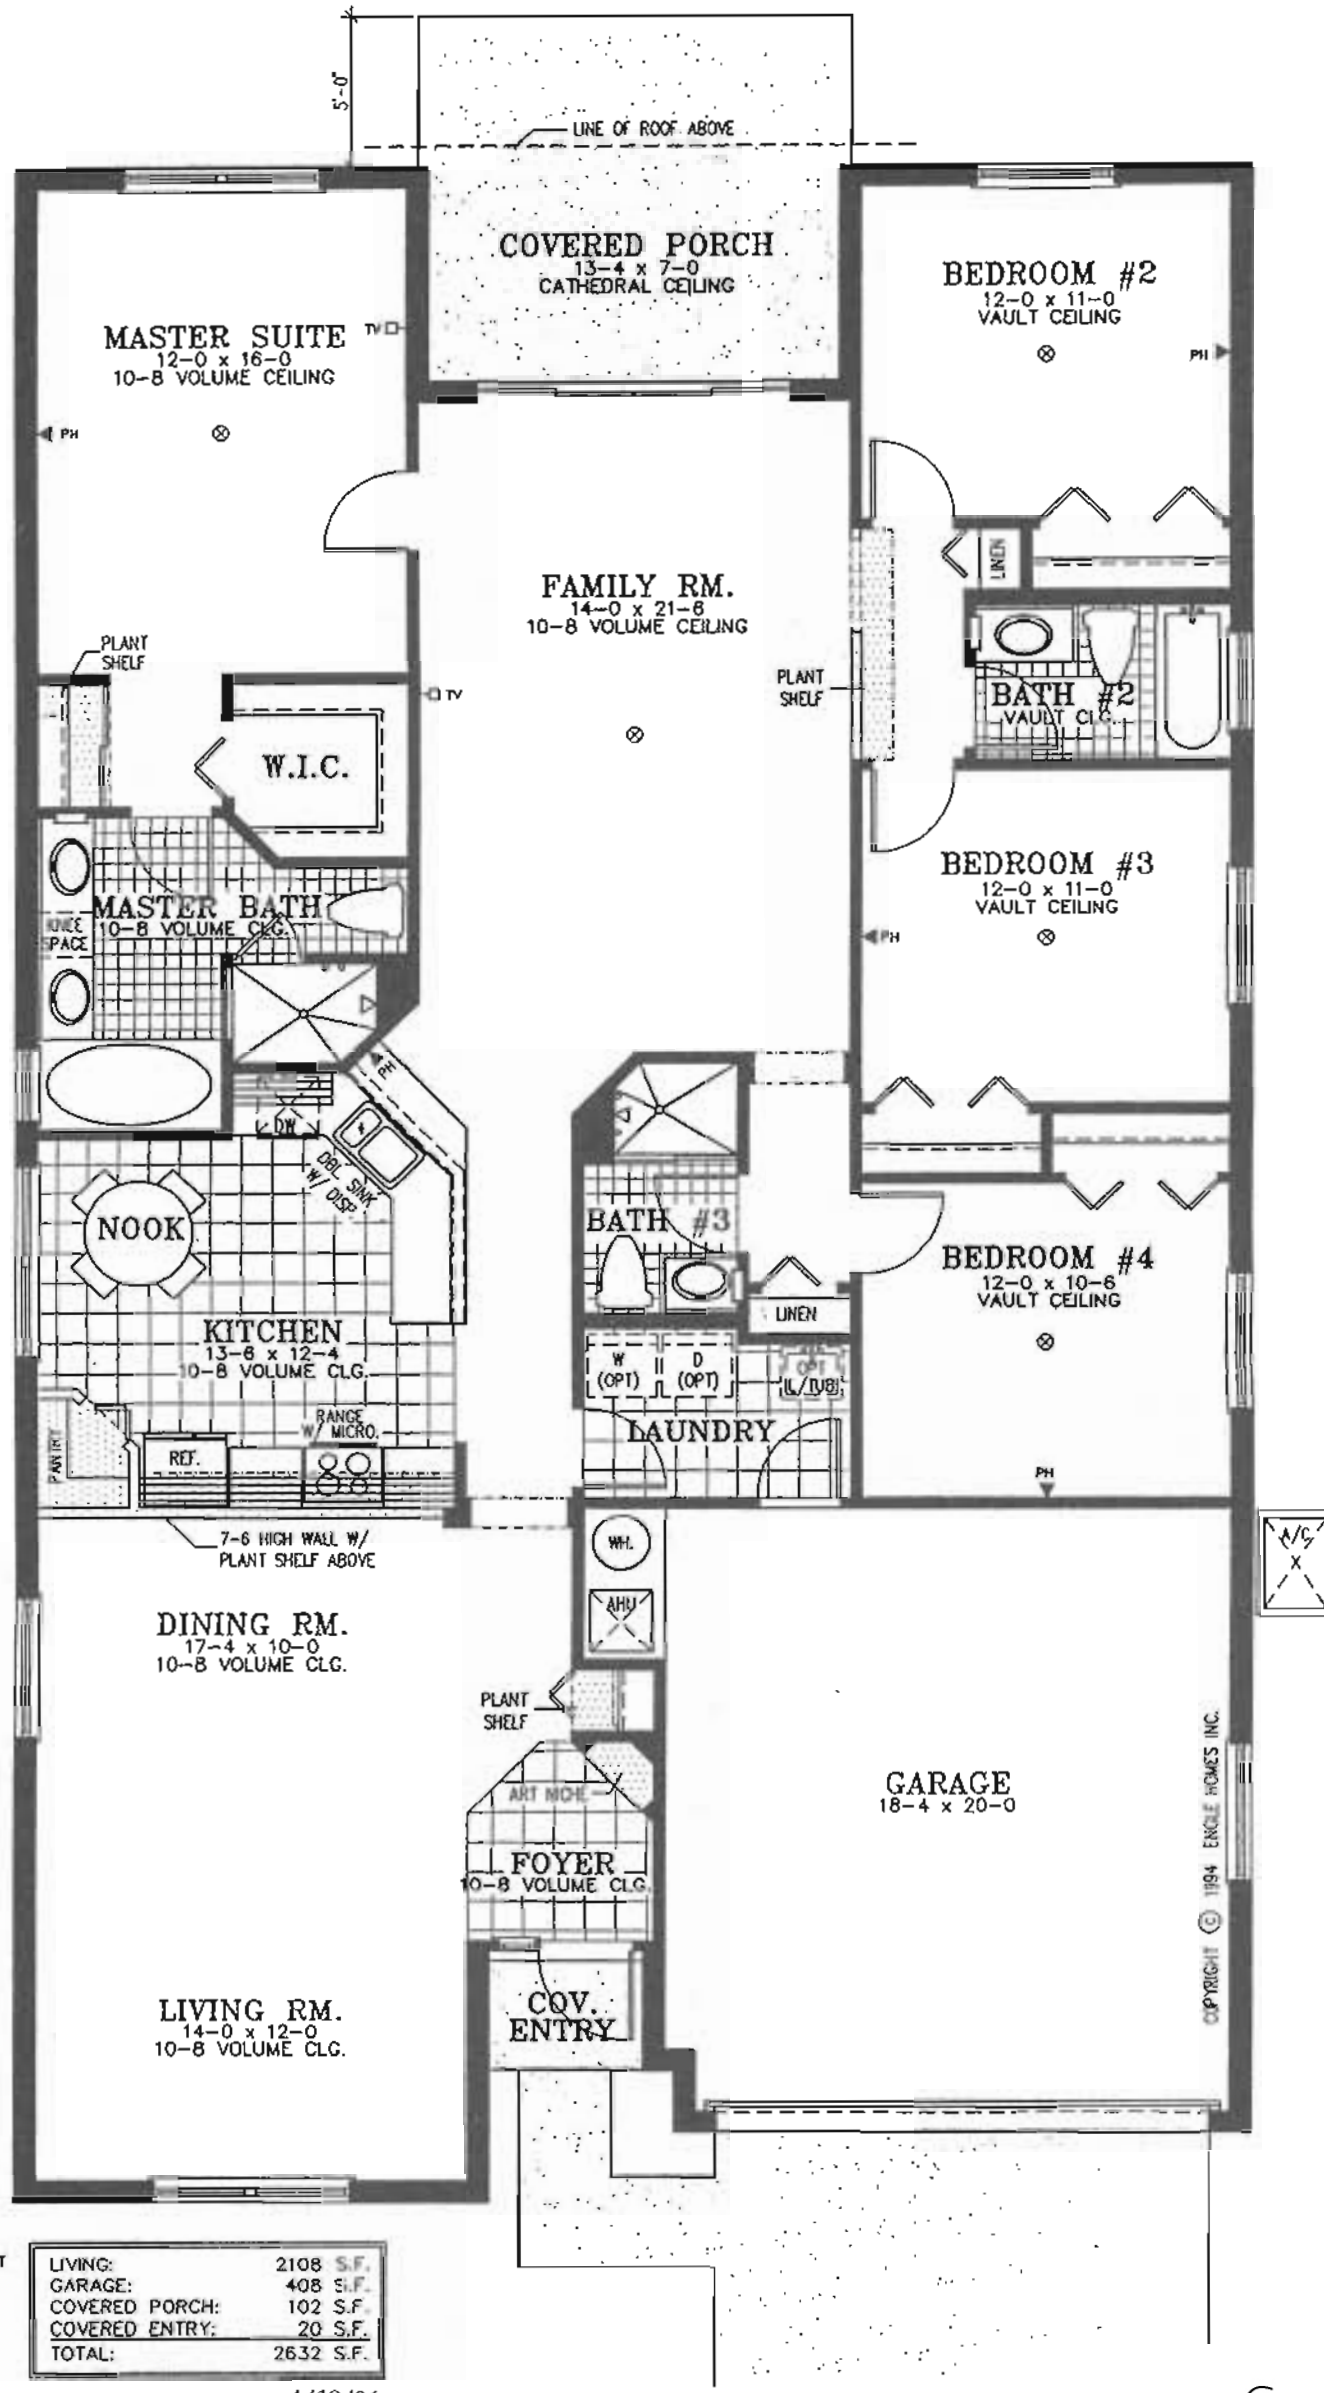 5'-0"
LINE OF ROOF ABOVE
COVERED PORCH
13-4 x 7-0
CATHEDRAL CEILING
BEDROOM #2
12-0 x 11-0
VAULT CEILING
PH
MASTER SUITE
12-0 x 16-0
10-8 VOLUME CEILING
TV
PH
FAMILY RM.
14-0 x 21-6
10-8 VOLUME CEILING
LINEN
PLANT
SHELF
TV
PLANT
SHELF
BATH #2
VAULT CLG.
W.I.C.
BEDROOM #3
12-0 x 11-0
VAULT CEILING
PH
MASTER BATH
10-8 VOLUME CLG.
KNEE
SPACE
PH
DW
DBL SINK
W/ DISP.
NOOK
BATH #3
BEDROOM #4
12-0 x 10-6
VAULT CEILING
LINEN
KITCHEN
13-6 x 12-4
10-8 VOLUME CLG.
W
(OPT)
D
(OPT)
OPT
L/TUB
RANGE
W/ MICRO.
LAUNDRY
PANTRY
REF.
PH
7-6 HIGH WALL W/
PLANT SHELF ABOVE
WH.
A/C
X
AHU
DINING RM.
17-4 x 10-0
10-8 VOLUME CLG.
PLANT
SHELF
ART NICHE
GARAGE
18-4 x 20-0
FOYER
10-8 VOLUME CLG.
COPYRIGHT © 1994 ENGLE HOMES INC.
COV.
ENTRY
LIVING RM.
14-0 x 12-0
10-8 VOLUME CLG.
LIVING: 2108 S.F.
GARAGE: 408 S.F.
COVERED PORCH: 102 S.F.
COVERED ENTRY: 20 S.F.
TOTAL: 2632 S.F.